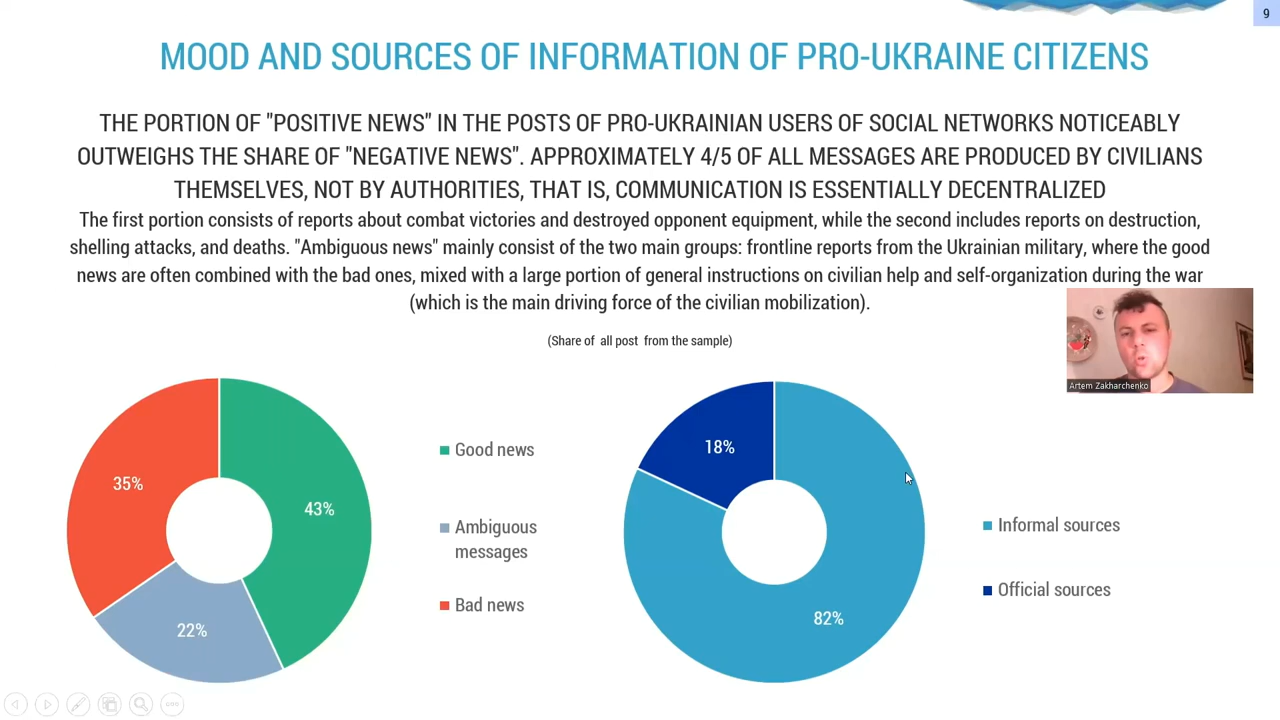 9
MOOD AND SOURCES OF INFORMATION OF PRO-UKRAINE CITIZENS
THE PORTION OF "POSITIVE NEWS" IN THE POSTS OF PRO-UKRAINIAN USERS OF SOCIAL NETWORKS NOTICEABLY
OUTWEIGHS THE SHARE OF "NEGATIVE NEWS". APPROXIMATELY 4/5 OF ALL MESSAGES ARE PRODUCED BY CIVILIANS
THEMSELVES, NOT BY AUTHORITIES, THAT IS, COMMUNICATION IS ESSENTIALLY DECENTRALIZED
The first portion consists of reports about combat victories and destroyed opponent equipment, while the second includes reports on destruction,
shelling attacks, and deaths. "Ambiguous news" mainly consist of the two main groups: frontline reports from the Ukrainian military, where the good
news are often combined with the bad ones, mixed with a large portion of general instructions on civilian help and self-organization during the war
(which is the main driving force of the civilian mobilization).
(Share of all post from the sample)
Artem Zakharchenko
35%
43%
22%
Good news
Ambiguous
messages
Bad news
18%
82%
Informal sources
Official sources